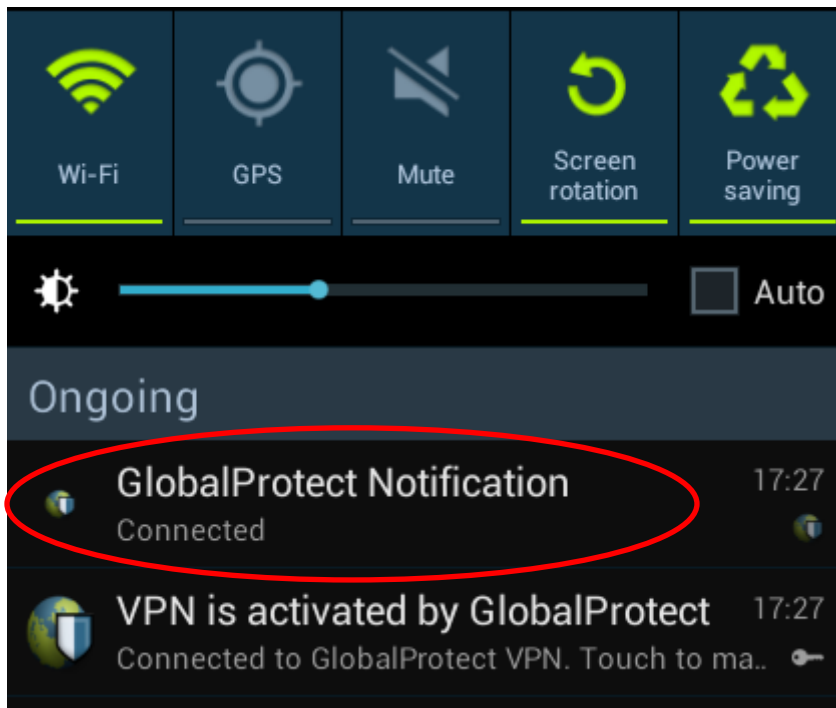 Wi-Fi
GPS
Mute
Screen
rotation
Power
saving
Auto
Ongoing
GlobalProtect Notification 17:27
Connected
VPN is activated by GlobalProtect 17:27
Connected to GlobalProtect VPN. Touch to ma..